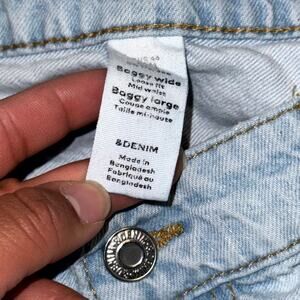 Baggy wide
Loose fit
Mid waist
Baggy large
Coupe ample
Taille mi-haute
&DENIM
Made in
Bangladesh
Fabriqué au
Bangladesh
&DENIM